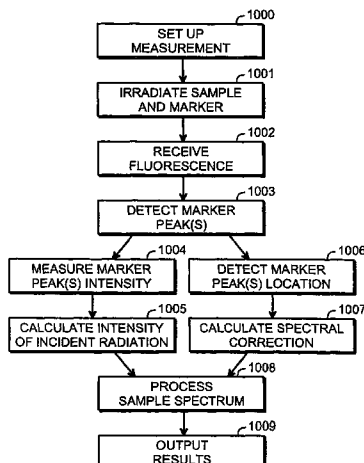 1000
SET UP
MEASUREMENT
1001
IRRADIATE SAMPLE
AND MARKER
1002
RECEIVE
FLUORESCENCE
1003
DETECT MARKER
PEAK(S)
1004
MEASURE MARKER
PEAK(S) INTENSITY
1006
DETECT MARKER
PEAK(S) LOCATION
1005
CALCULATE INTENSITY
OF INCIDENT RADIATION
1007
CALCULATE SPECTRAL
CORRECTION
1008
PROCESS
SAMPLE SPECTRUM
1009
OUTPUT
RESULTS